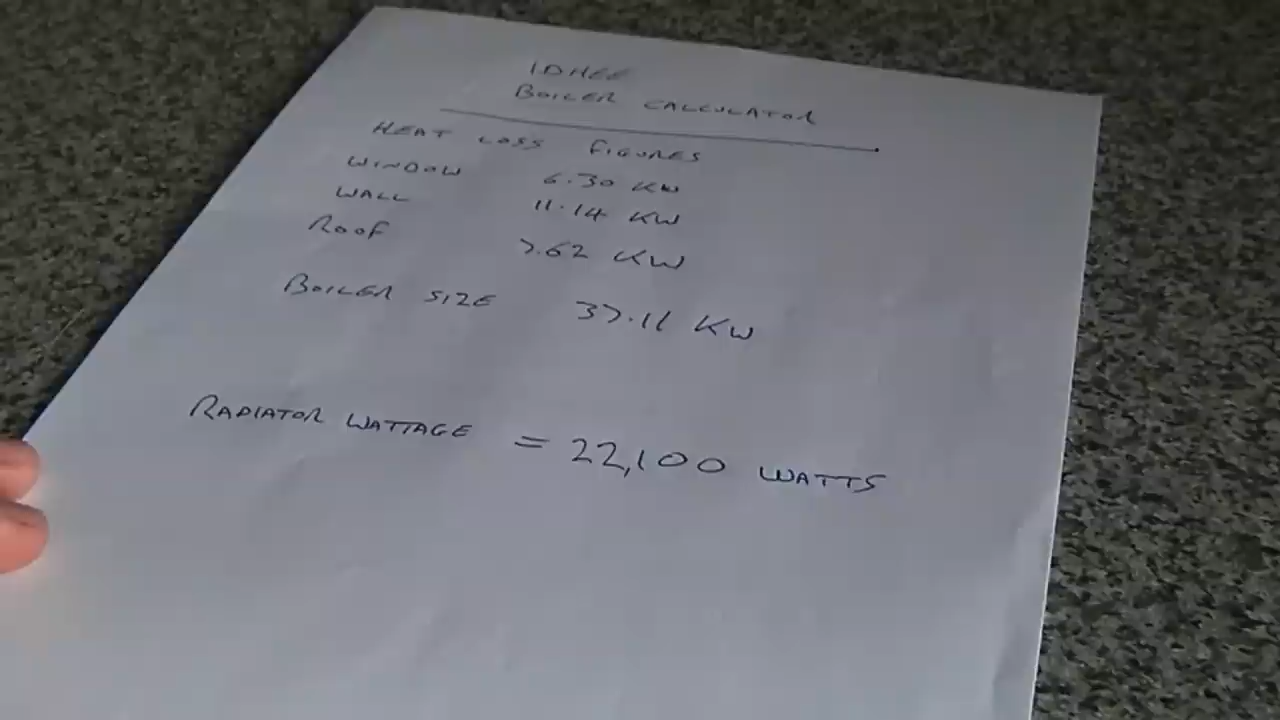 IDHEE
BOILER CALCULATOR
HEAT LOSS FIGURES
WINDOW 6.30 KW
WALL 11.14 KW
ROOF 7.62 KW
BOILER SIZE 37.11 KW
RADIATOR WATTAGE = 22,100 WATTS